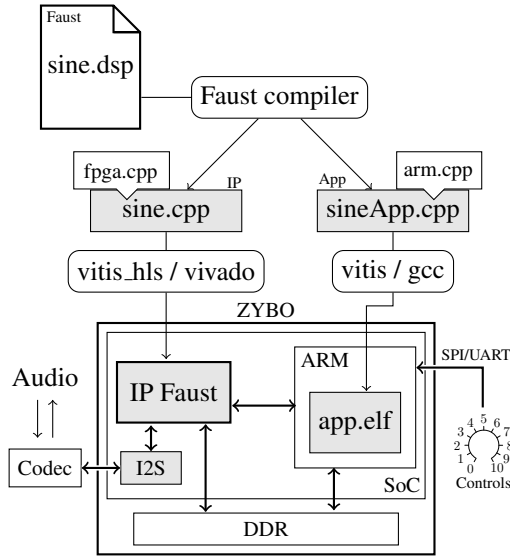 Faust
sine.dsp
Faust compiler
fpga.cpp
IP
sine.cpp
App
arm.cpp
sineApp.cpp
vitis_hls / vivado
vitis / gcc
ZYBO
ARM
SPI/UART
IP Faust
app.elf
Audio
Codec
I2S
SoC
DDR
0 1 2 3 4 5 6 7 8 9 10
Controls